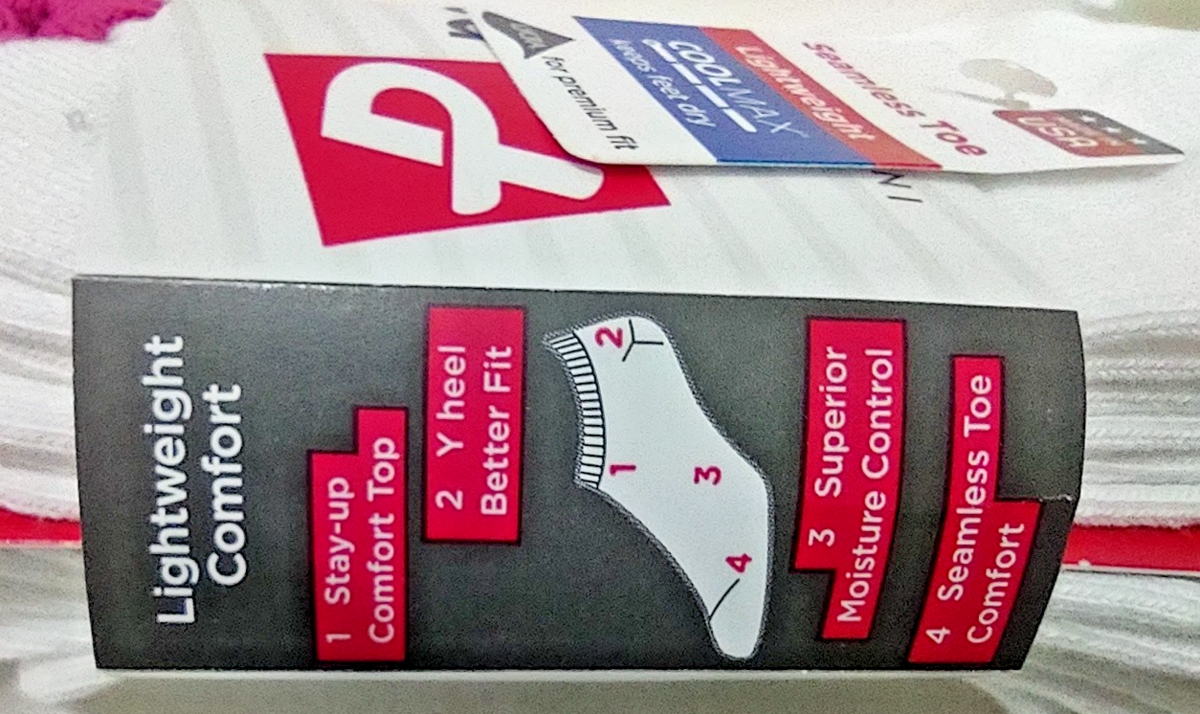 LYCRA
for premium fit
COOLMAX
keeps feet dry
Lightweight
Seamless Toe
USA
Lightweight
Comfort
1 Stay-up
Comfort Top
2 Y heel
Better Fit
2
1
3
4
3 Superior
Moisture Control
4 Seamless Toe
Comfort